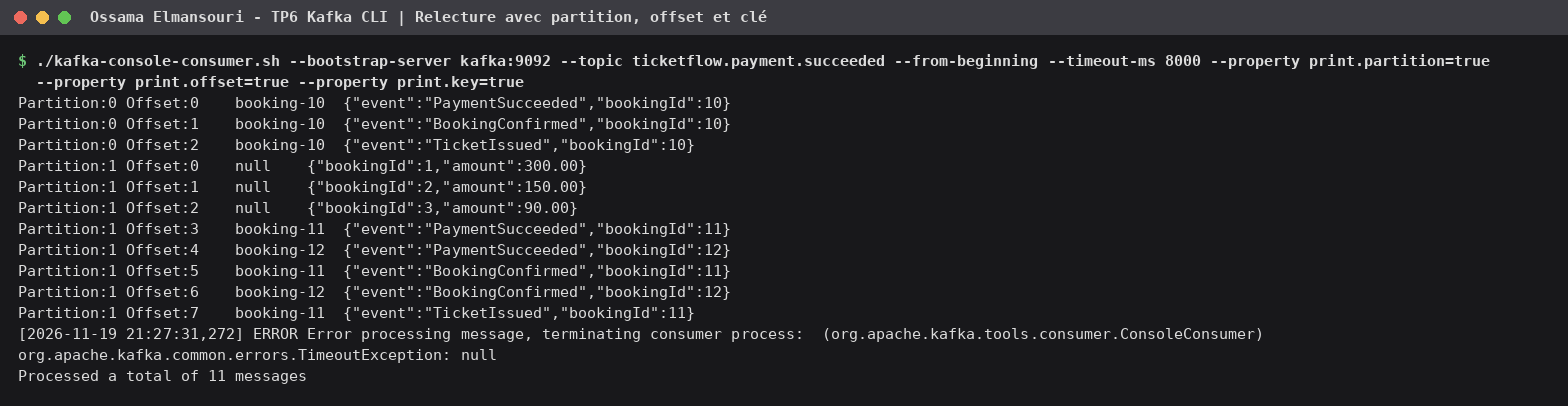 Ossama Elmansouri - TP6 Kafka CLI | Relecture avec partition, offset et clé
$ ./kafka-console-consumer.sh --bootstrap-server kafka:9092 --topic ticketflow.payment.succeeded --from-beginning --timeout-ms 8000 --property print.partition=true
--property print.offset=true --property print.key=true
Partition:0 Offset:0 booking-10 {"event":"PaymentSucceeded","bookingId":10}
Partition:0 Offset:1 booking-10 {"event":"BookingConfirmed","bookingId":10}
Partition:0 Offset:2 booking-10 {"event":"TicketIssued","bookingId":10}
Partition:1 Offset:0 null {"bookingId":1,"amount":300.00}
Partition:1 Offset:1 null {"bookingId":2,"amount":150.00}
Partition:1 Offset:2 null {"bookingId":3,"amount":90.00}
Partition:1 Offset:3 booking-11 {"event":"PaymentSucceeded","bookingId":11}
Partition:1 Offset:4 booking-12 {"event":"PaymentSucceeded","bookingId":12}
Partition:1 Offset:5 booking-11 {"event":"BookingConfirmed","bookingId":11}
Partition:1 Offset:6 booking-12 {"event":"BookingConfirmed","bookingId":12}
Partition:1 Offset:7 booking-11 {"event":"TicketIssued","bookingId":11}
[2026-11-19 21:27:31,272] ERROR Error processing message, terminating consumer process:  (org.apache.kafka.tools.consumer.ConsoleConsumer)
org.apache.kafka.common.errors.TimeoutException: null
Processed a total of 11 messages